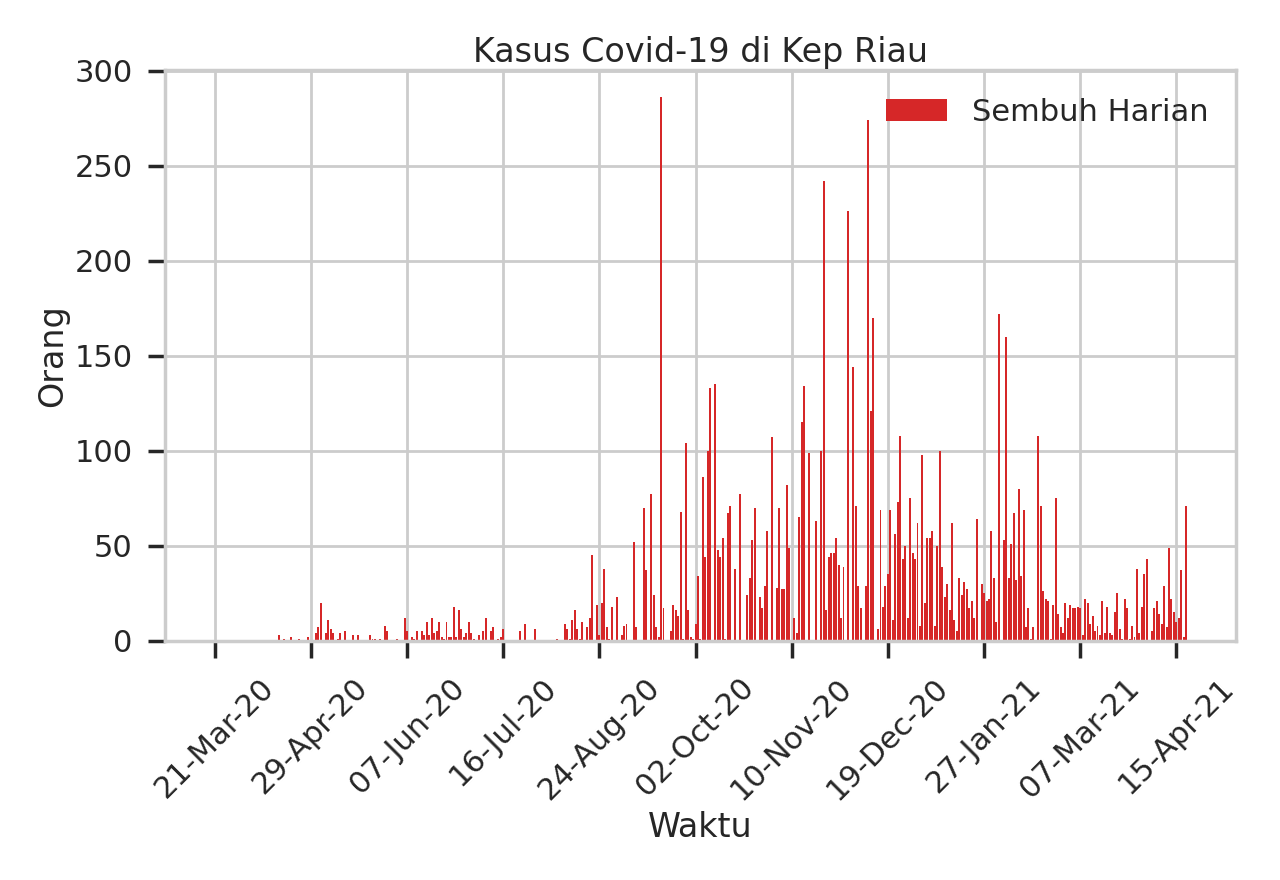 Kasus Covid-19 di Kep Riau
Sembuh Harian
300
250
200
150
100
50
0
Orang
21-Mar-20
29-Apr-20
07-Jun-20
16-Jul-20
24-Aug-20
02-Oct-20
10-Nov-20
19-Dec-20
27-Jan-21
07-Mar-21
15-Apr-21
Waktu